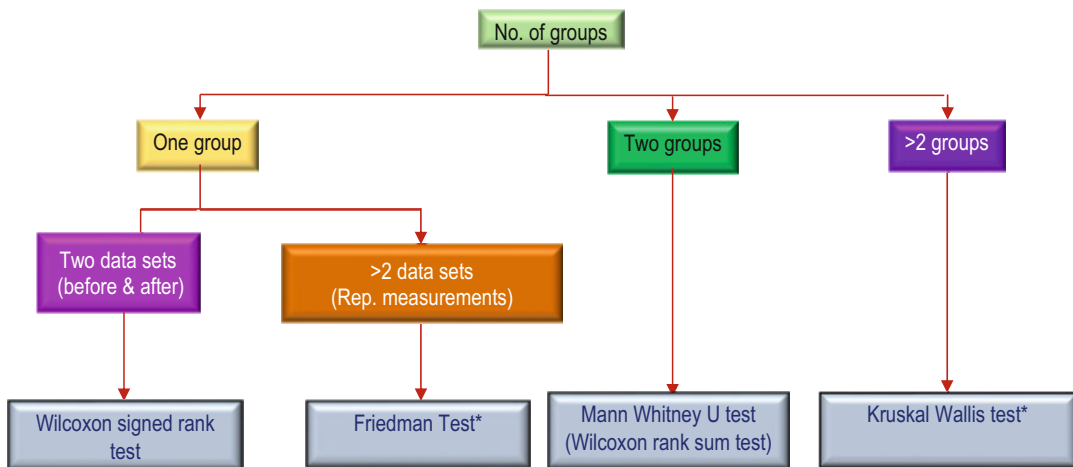 No. of groups
One group
Two groups
>2 groups
Two data sets
(before & after)
>2 data sets
(Rep. measurements)
Wilcoxon signed rank
test
Friedman Test*
Mann Whitney U test
(Wilcoxon rank sum test)
Kruskal Wallis test*